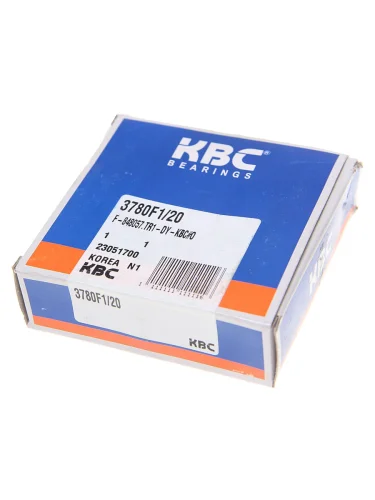 KBC
BEARINGS
3780F1/20
F-848057.TR1-DY-KBC#0
1 1
23051700
KOREA N1
KBC
3780F1/20
KBC